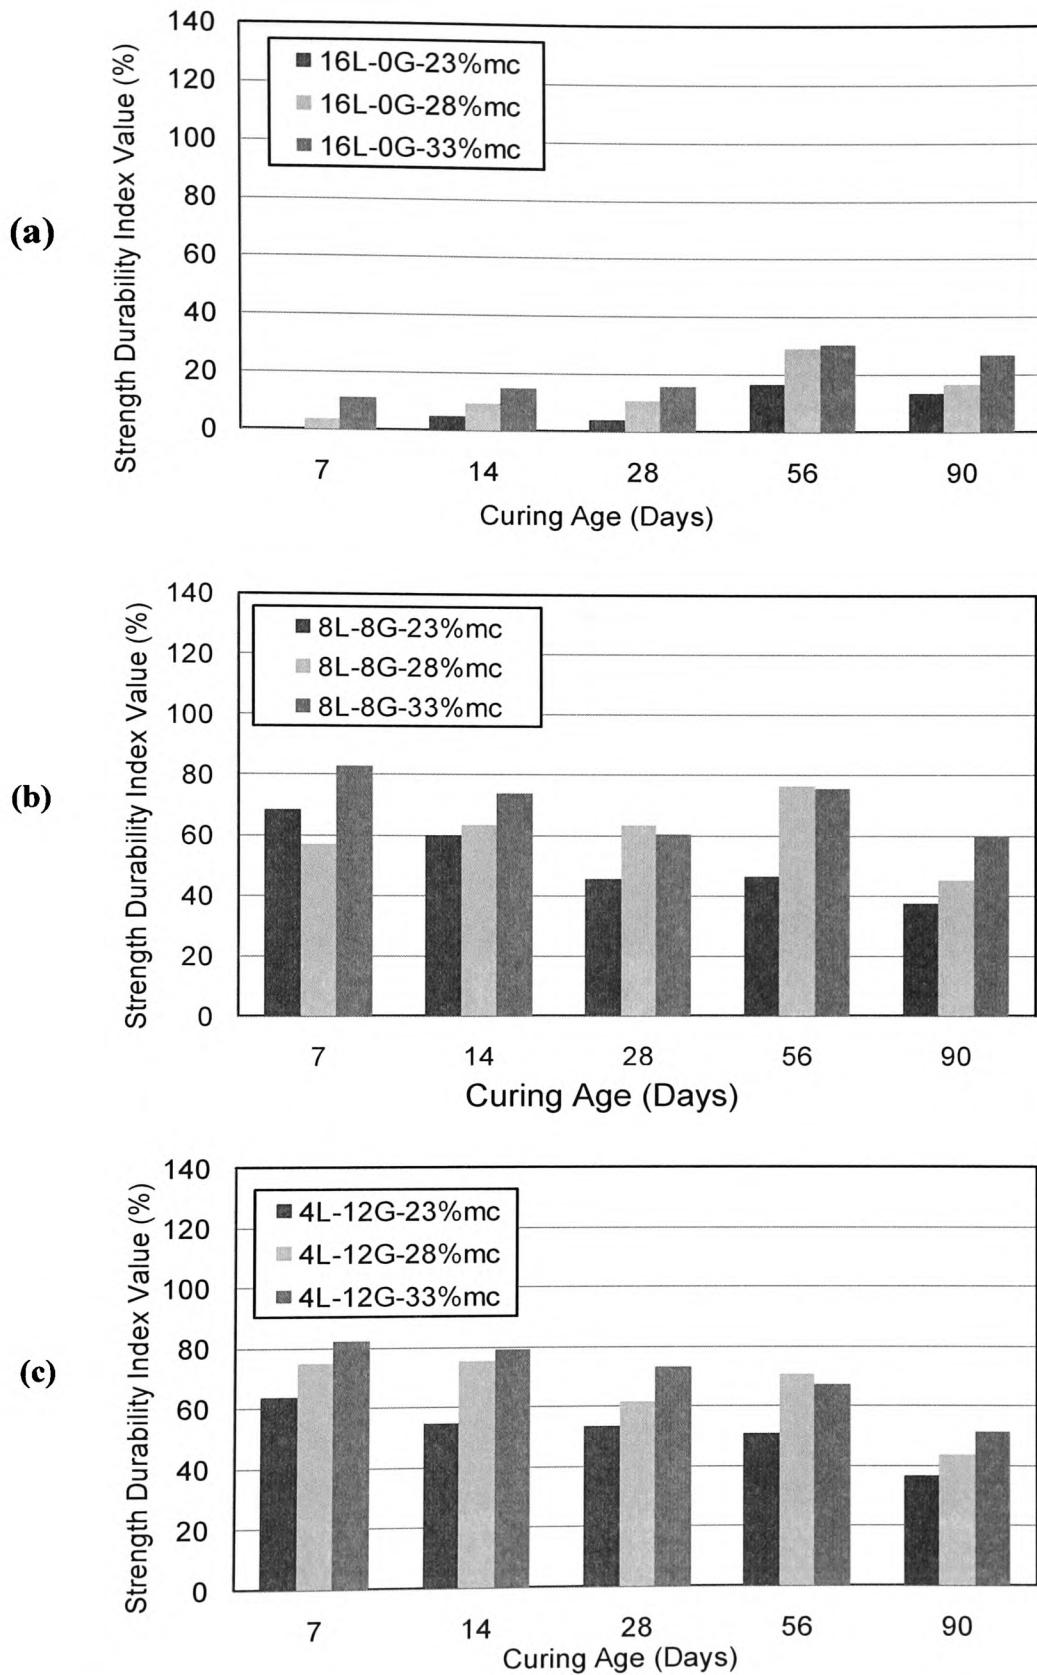 (a)
Strength Durability Index Value (%)
140
120
100
80
60
40
20
0
16L-0G-23%mc
16L-0G-28%mc
16L-0G-33%mc
7 14 28 56 90
Curing Age (Days)
(b)
Strength Durability Index Value (%)
140
120
100
80
60
40
20
0
8L-8G-23%mc
8L-8G-28%mc
8L-8G-33%mc
7 14 28 56 90
Curing Age (Days)
(c)
Strength Durability Index Value (%)
140
120
100
80
60
40
20
0
4L-12G-23%mc
4L-12G-28%mc
4L-12G-33%mc
7 14 28 56 90
Curing Age (Days)